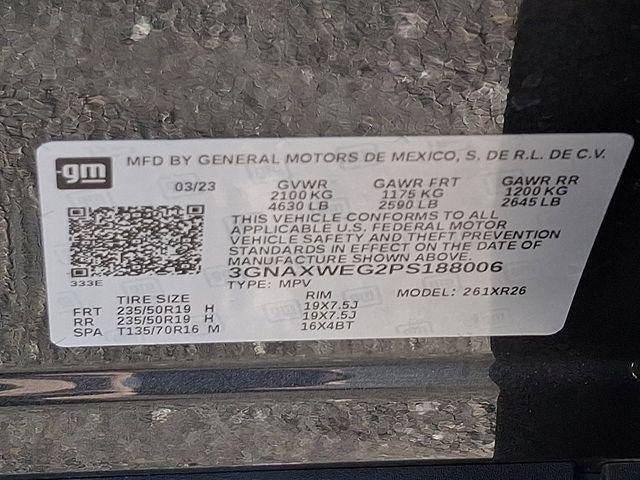 gm MFD BY GENERAL MOTORS DE MEXICO, S. DE R.L. DE C.V.
03/23 GVWR GAWR FRT GAWR RR
2100 KG 1175 KG 1200 KG
4630 LB 2590 LB 2645 LB
THIS VEHICLE CONFORMS TO ALL
APPLICABLE U.S. FEDERAL MOTOR
VEHICLE SAFETY AND THEFT PREVENTION
STANDARDS IN EFFECT ON THE DATE OF
MANUFACTURE SHOWN ABOVE.
333E 3GNAXWEG2PS188006
TYPE: MPV MODEL: 261XR26
TIRE SIZE RIM
FRT 235/50R19 H 19X7.5J
RR 235/50R19 H 19X7.5J
SPA T135/70R16 M 16X4BT